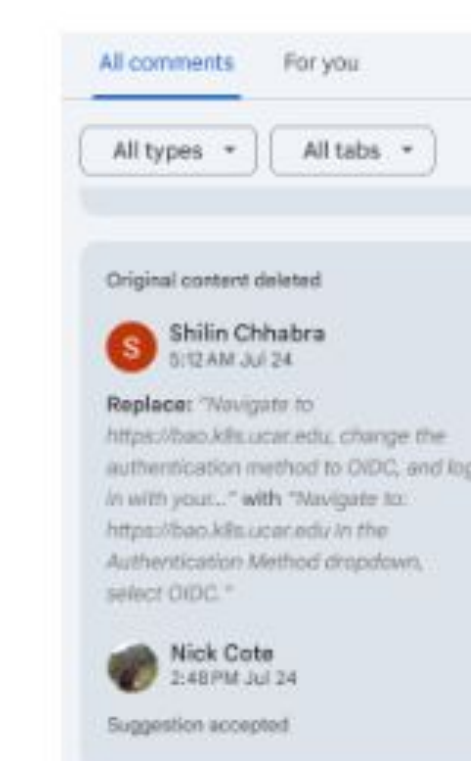 All comments For you
All types All tabs
Original content deleted
S
Shilin Chhabra
5:12 AM Jul 24
Replace: "Navigate to
https://bao.k8s.ucar.edu, change the
authentication method to OIDC, and log
in with your..." with "Navigate to:
https://bao.k8s.ucar.edu In the
Authentication Method dropdown,
select OIDC."
Nick Cote
2:48 PM Jul 24
Suggestion accepted